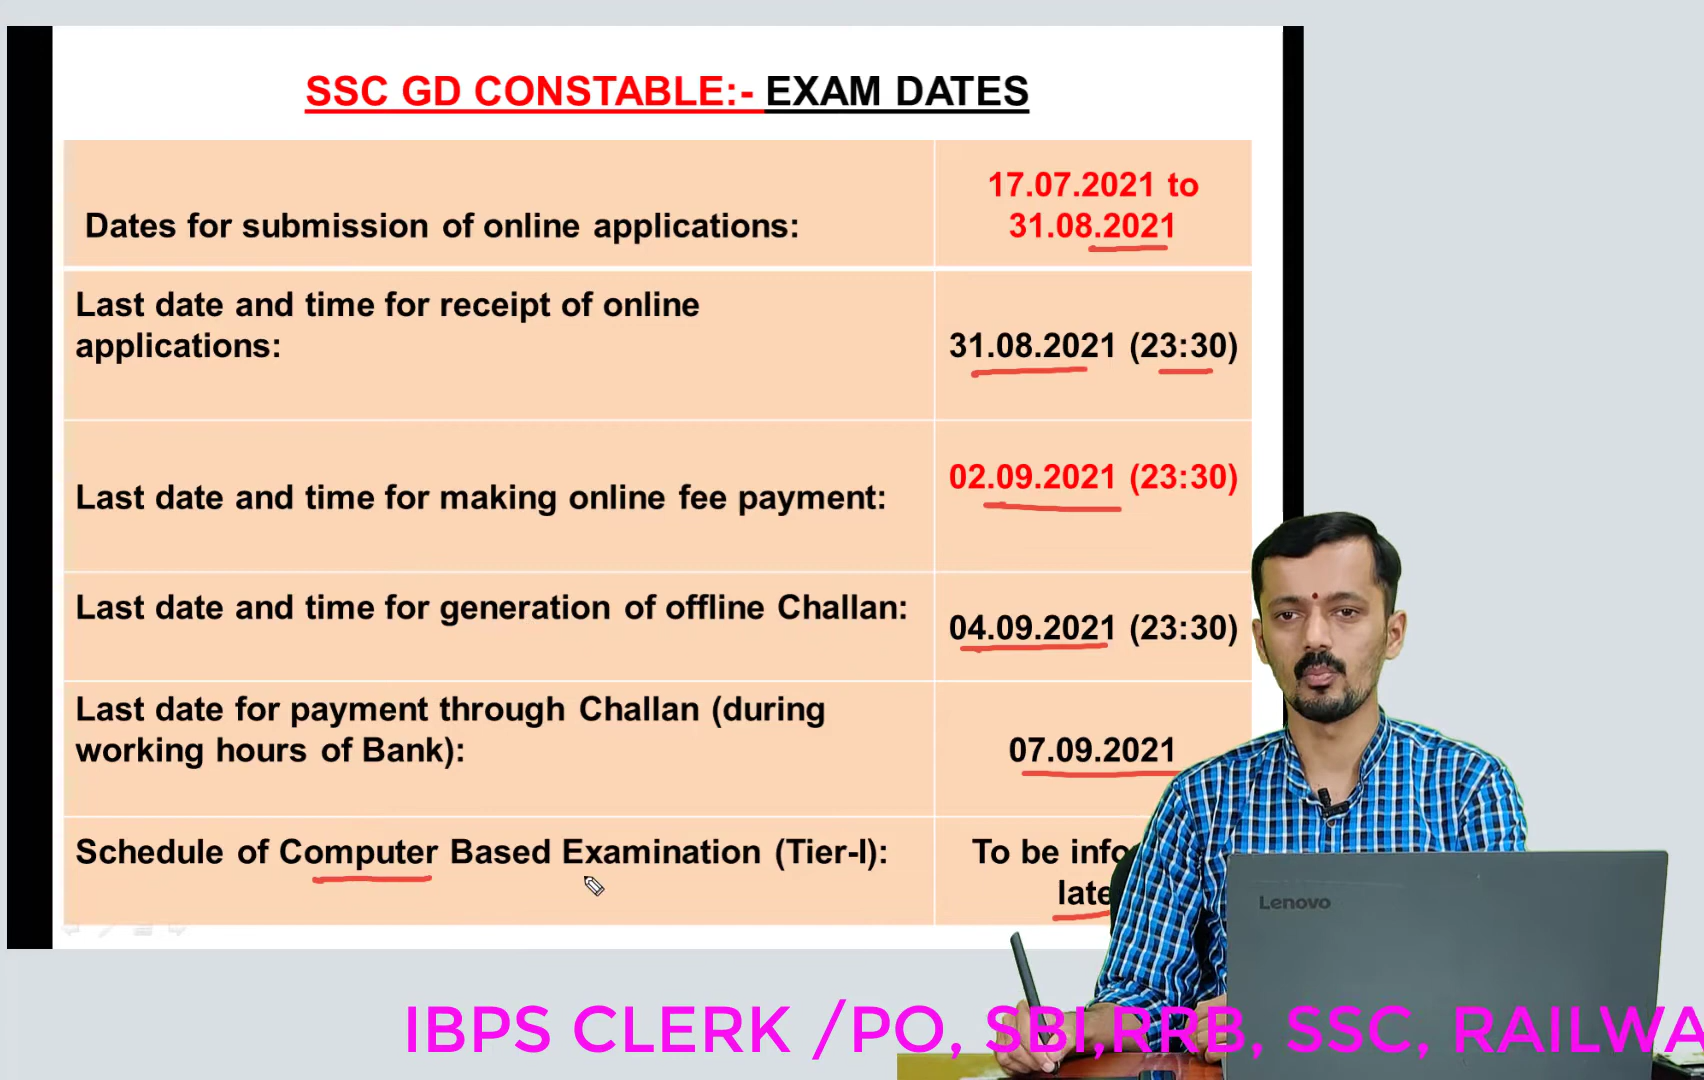 SSC GD CONSTABLE:- EXAM DATES
Dates for submission of online applications:
17.07.2021 to
31.08.2021
Last date and time for receipt of online
applications:
31.08.2021 (23:30)
Last date and time for making online fee payment:
02.09.2021 (23:30)
Last date and time for generation of offline Challan:
04.09.2021 (23:30)
Last date for payment through Challan (during
working hours of Bank):
07.09.2021
Schedule of Computer Based Examination (Tier-I):
To be
Lenovo
IBPS CLERK /PO, SBI,RRB, SSC,